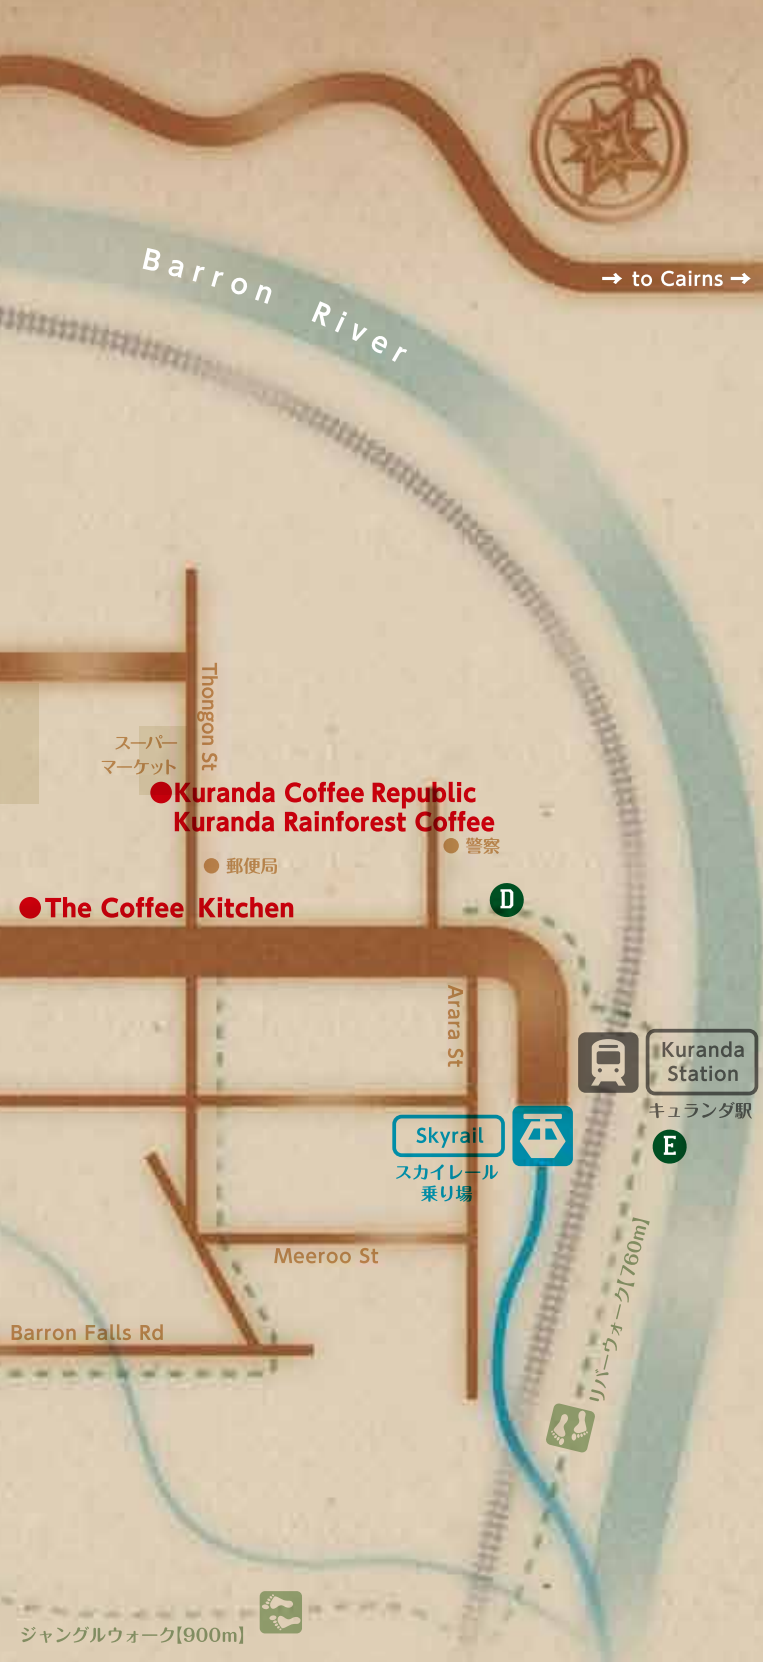 → to Cairns →
Barron River
Thongon St
スーパー
マーケット
Kuranda Coffee Republic
Kuranda Rainforest Coffee
警察
郵便局
The Coffee Kitchen
D
Arara St
Kuranda
Station
キュランダ駅
Skyrail
スカイレール
乗り場
E
Meeroo St
リバーウォーク【760m】
Barron Falls Rd
ジャングルウォーク【900m】